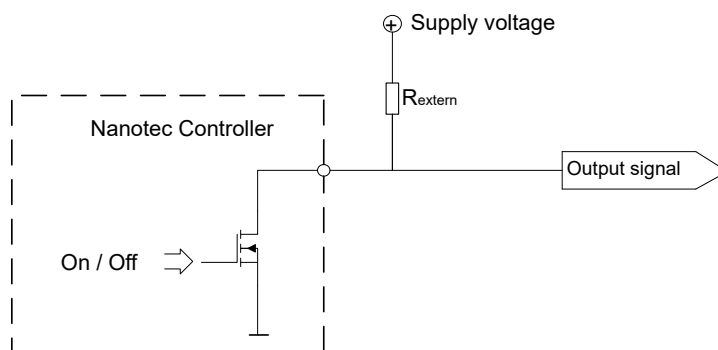 Supply voltage
Rextern
Nanotec Controller
Output signal
On / Off